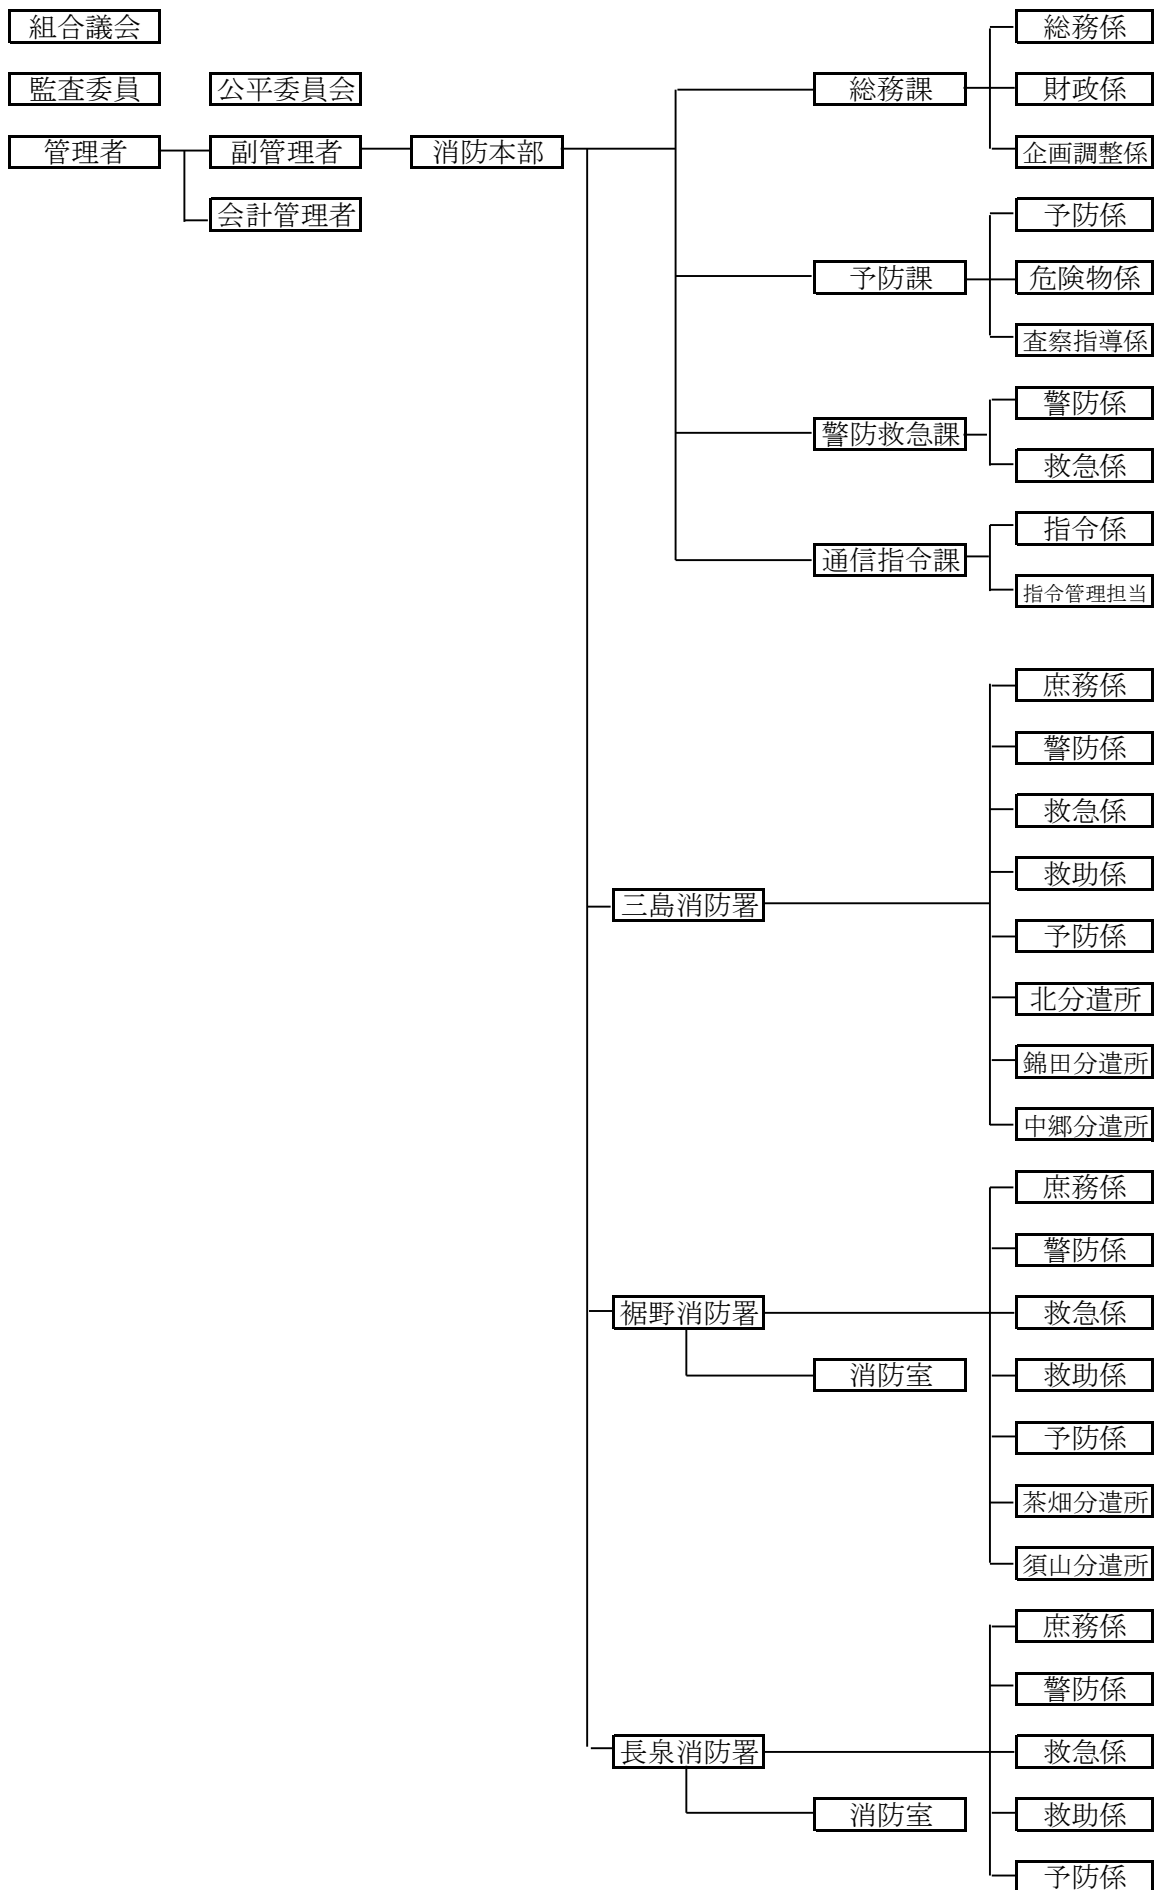 組合議会
総務係
監査委員
公平委員会
総務課
財政係
管理者
副管理者
消防本部
企画調整係
会計管理者
予防係
予防課
危険物係
査察指導係
警防係
警防救急課
救急係
指令係
通信指令課
指令管理担当
庶務係
警防係
救急係
救助係
三島消防署
予防係
北分遣所
錦田分遣所
中郷分遣所
庶務係
警防係
裾野消防署
救急係
消防室
救助係
予防係
茶畑分遣所
須山分遣所
庶務係
警防係
長泉消防署
救急係
消防室
救助係
予防係